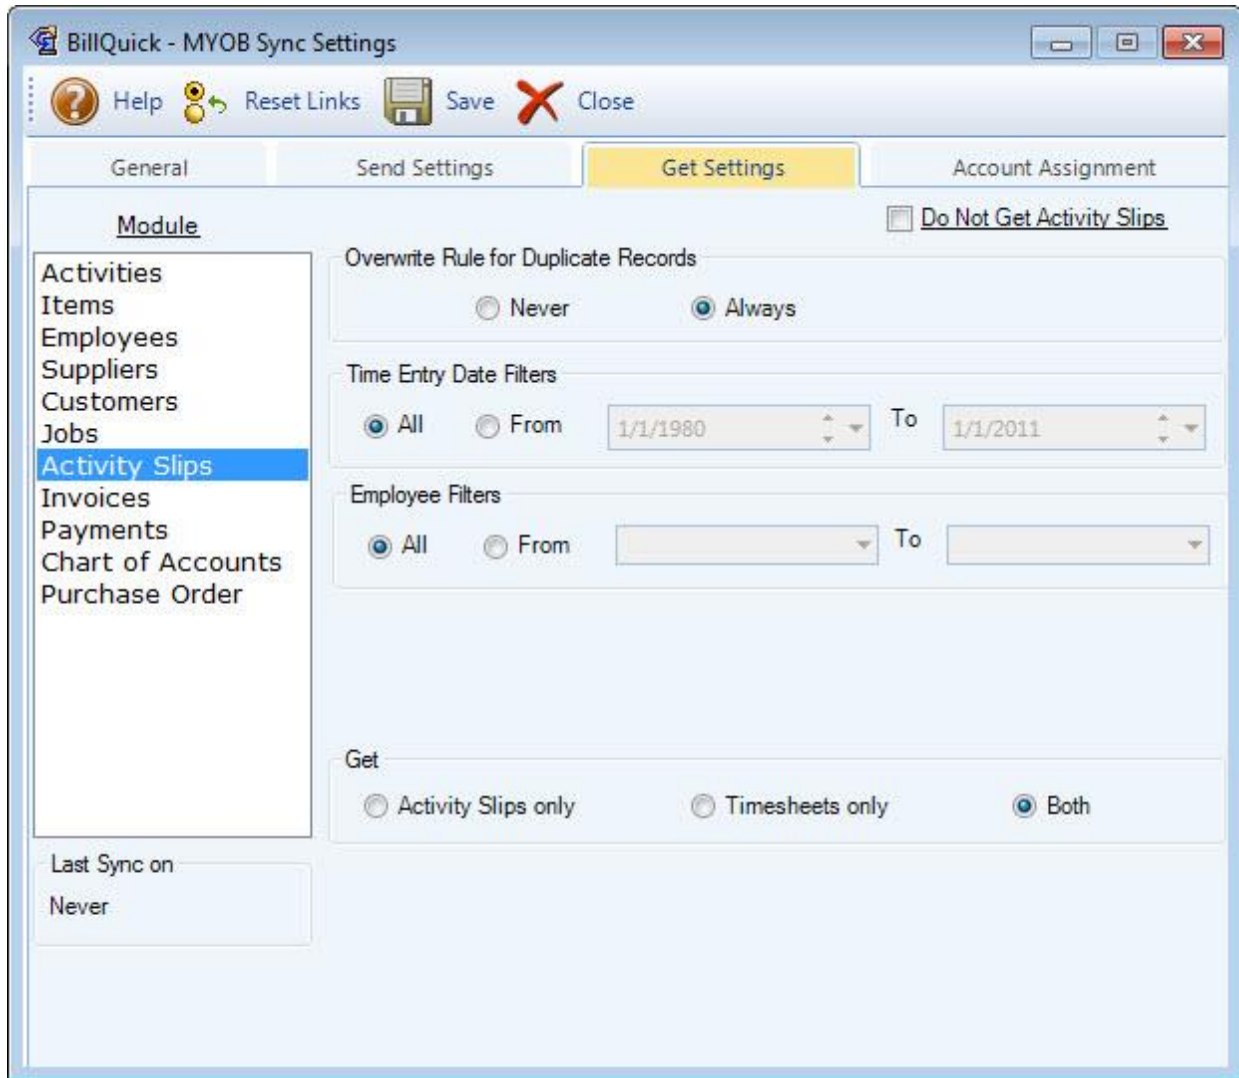 BillQuick - MYOB Sync Settings
Help Reset Links Save Close
General Send Settings Get Settings Account Assignment
Module
Do Not Get Activity Slips
Activities
Items
Employees
Suppliers
Customers
Jobs
Activity Slips
Invoices
Payments
Chart of Accounts
Purchase Order
Overwrite Rule for Duplicate Records
Never Always
Time Entry Date Filters
All From 1/1/1980 To 1/1/2011
Employee Filters
All From To
Get
Activity Slips only Timesheets only Both
Last Sync on
Never